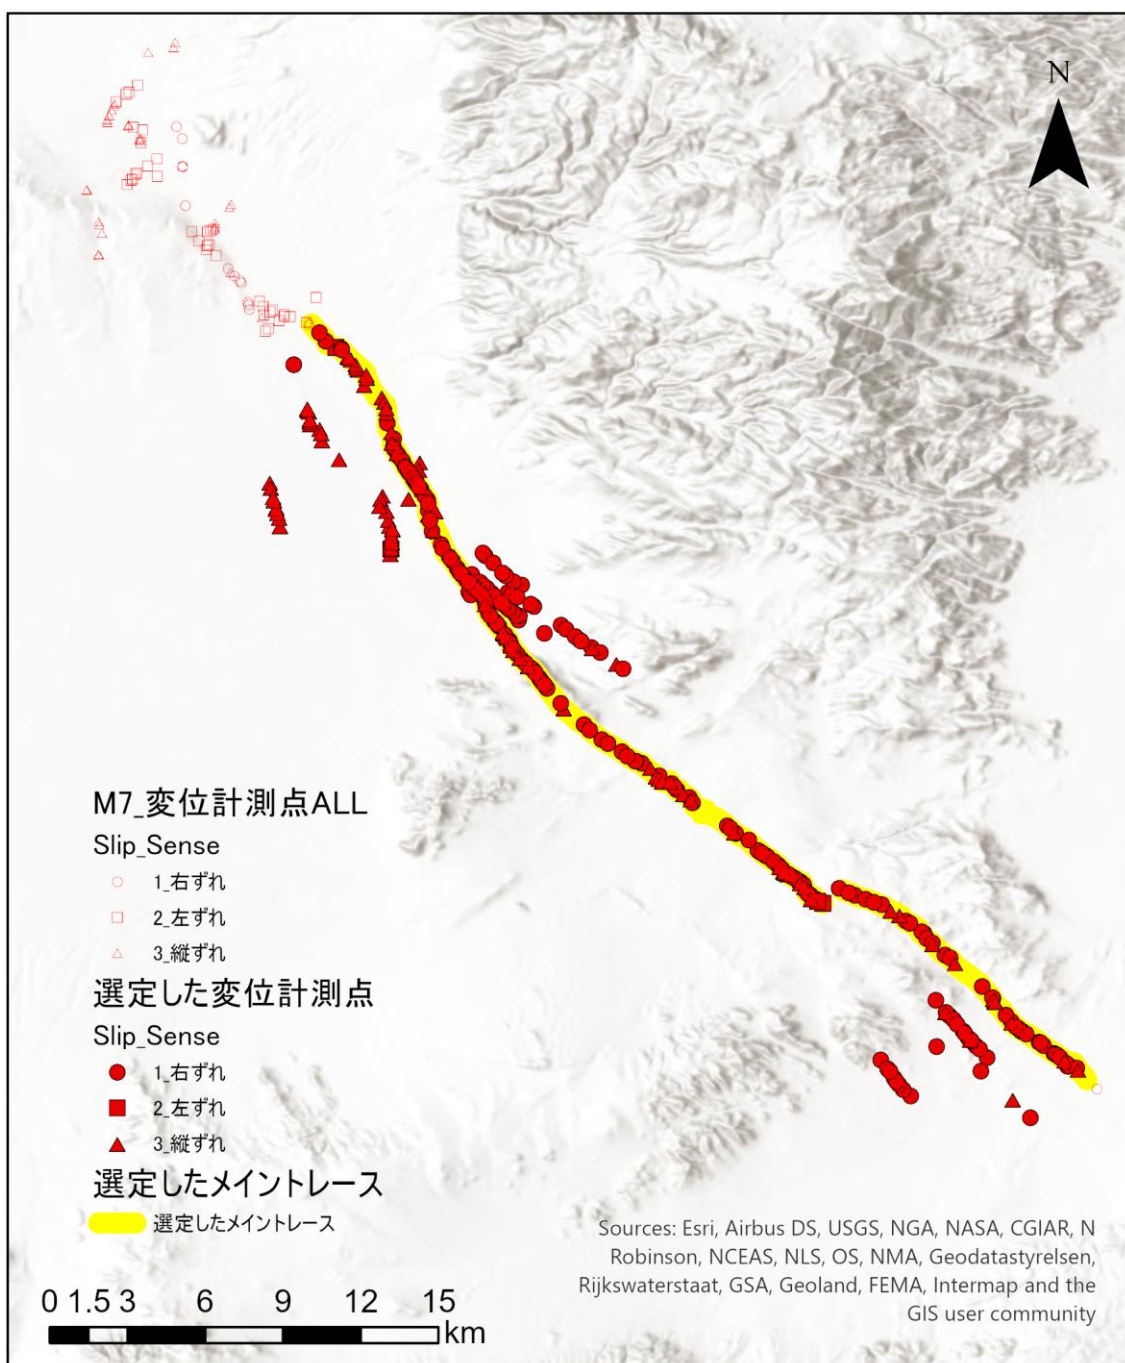 N
M7_変位計測点ALL
Slip_Sense
1_右ずれ
2_左ずれ
3_縦ずれ
選定した変位計測点
Slip_Sense
1_右ずれ
2_左ずれ
3_縦ずれ
選定したメイントレース
選定したメイントレース
Sources: Esri, Airbus DS, USGS, NGA, NASA, CGIAR, N
Robinson, NCEAS, NLS, OS, NMA, Geodatastyrelsen,
Rijkswaterstaat, GSA, Geoland, FEMA, Intermap and the
GIS user community
0 1.5 3 6 9 12 15
km